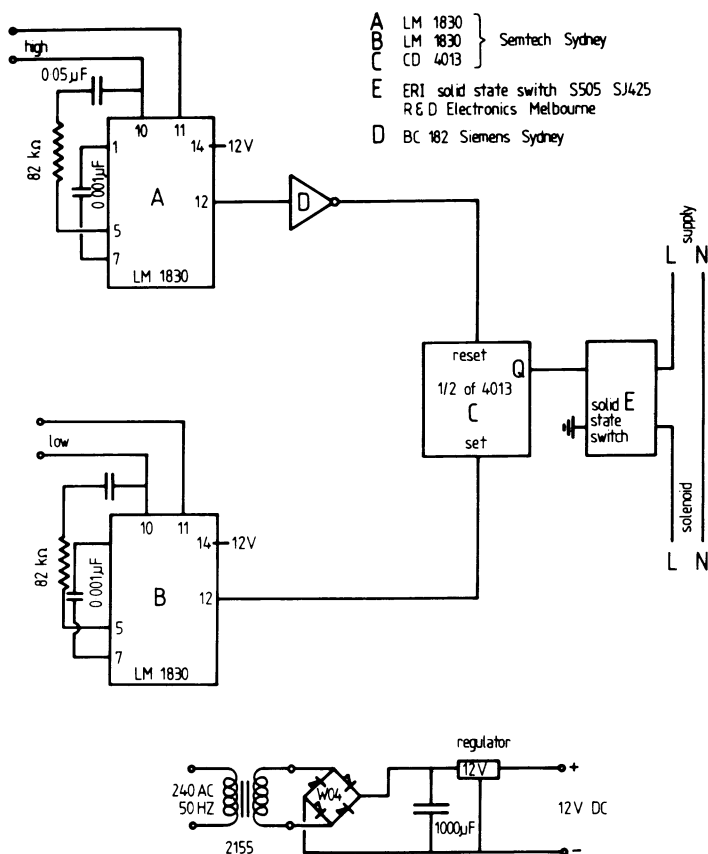 high
0·05µF
82 kΩ
0·001µF
10 11
1
14 12V
A
12
5
7
LM 1830
D
A LM 1830
B LM 1830
C CD 4013
Semtech Sydney
E ERI solid state switch S505 SJ425
R & D Electronics Melbourne
D BC 182 Siemens Sydney
supply
L N
reset
Q
1/2 of 4013
C
set
solid E
state
switch
solenoid
L N
low
82 kΩ
0·001µF
10 11
14 12V
B
12
5
7
LM 1830
240 AC
50 HZ
2155
W04
1000µF
regulator
12V
+
12V DC
−